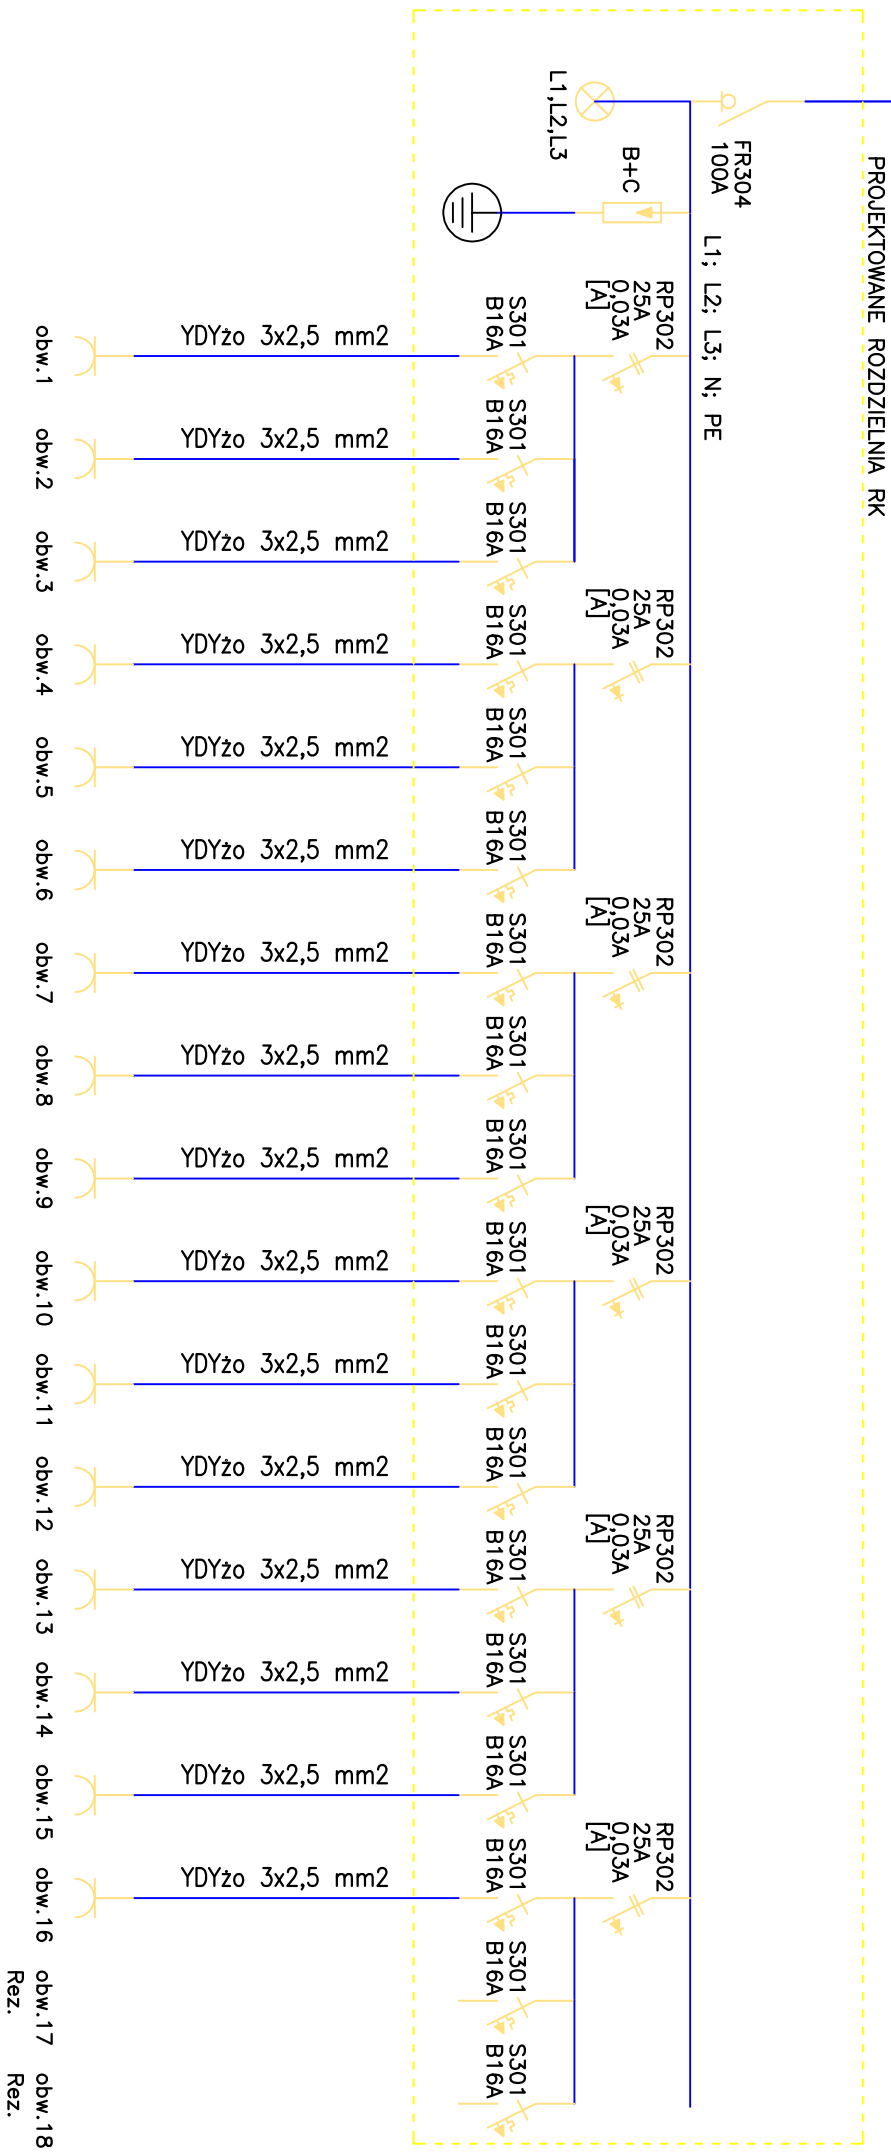 PROJEKTOWANE ROZDZIELNIA RK
FR304
100A
L1,L2,L3
B+C
L1; L2; L3; N; PE
RP302
25A
0,03A
[A]
S301
B16A
YDYżo 3x2,5 mm2
obw.1
S301
B16A
YDYżo 3x2,5 mm2
obw.2
S301
B16A
YDYżo 3x2,5 mm2
obw.3
RP302
25A
0,03A
[A]
S301
B16A
YDYżo 3x2,5 mm2
obw.4
S301
B16A
YDYżo 3x2,5 mm2
obw.5
S301
B16A
YDYżo 3x2,5 mm2
obw.6
RP302
25A
0,03A
[A]
S301
B16A
YDYżo 3x2,5 mm2
obw.7
S301
B16A
YDYżo 3x2,5 mm2
obw.8
S301
B16A
YDYżo 3x2,5 mm2
obw.9
RP302
25A
0,03A
[A]
S301
B16A
YDYżo 3x2,5 mm2
obw.10
S301
B16A
YDYżo 3x2,5 mm2
obw.11
S301
B16A
YDYżo 3x2,5 mm2
obw.12
RP302
25A
0,03A
[A]
S301
B16A
YDYżo 3x2,5 mm2
obw.13
S301
B16A
YDYżo 3x2,5 mm2
obw.14
S301
B16A
YDYżo 3x2,5 mm2
obw.15
RP302
25A
0,03A
[A]
S301
B16A
YDYżo 3x2,5 mm2
obw.16
S301
B16A
obw.17
Rez.
S301
B16A
obw.18
Rez.